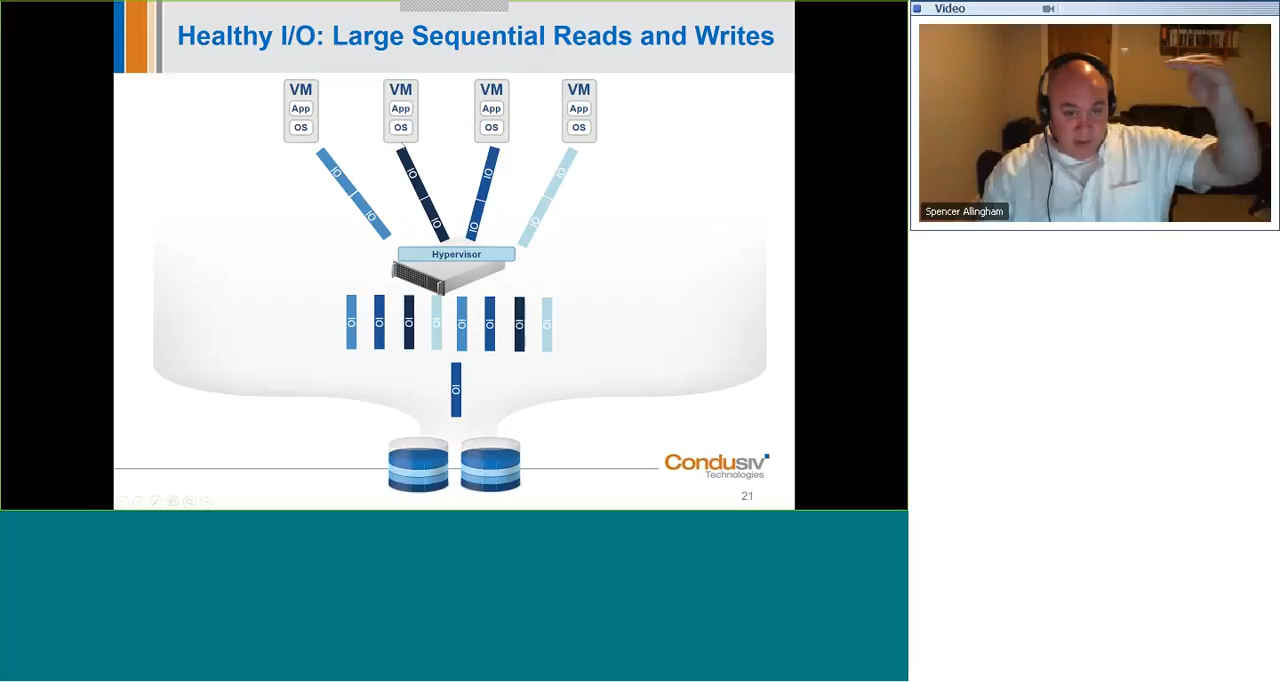 Healthy I/O: Large Sequential Reads and Writes
VM VM VM VM
App App App App
OS OS OS OS
IO IO IO IO
IO IO IO IO
Hypervisor
IO IO IO IO IO IO IO IO
IO
Condusiv
Technologies
21
Video
Spencer Allingham